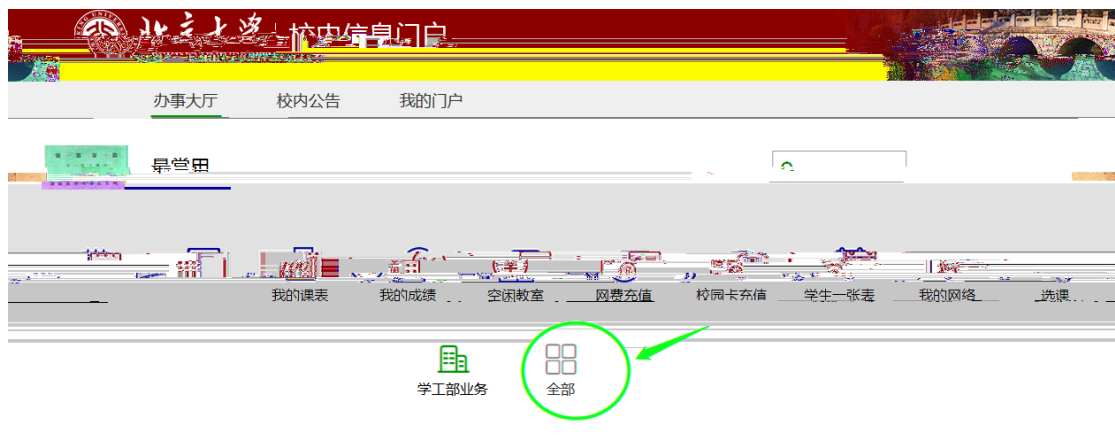 北京大学 校内信息门户
办事大厅 校内公告 我的门户
最常用
我的课表 我的成绩 空闲教室 网费充值 校园卡充值 学生一张表 我的网络 选课
学工部业务 全部